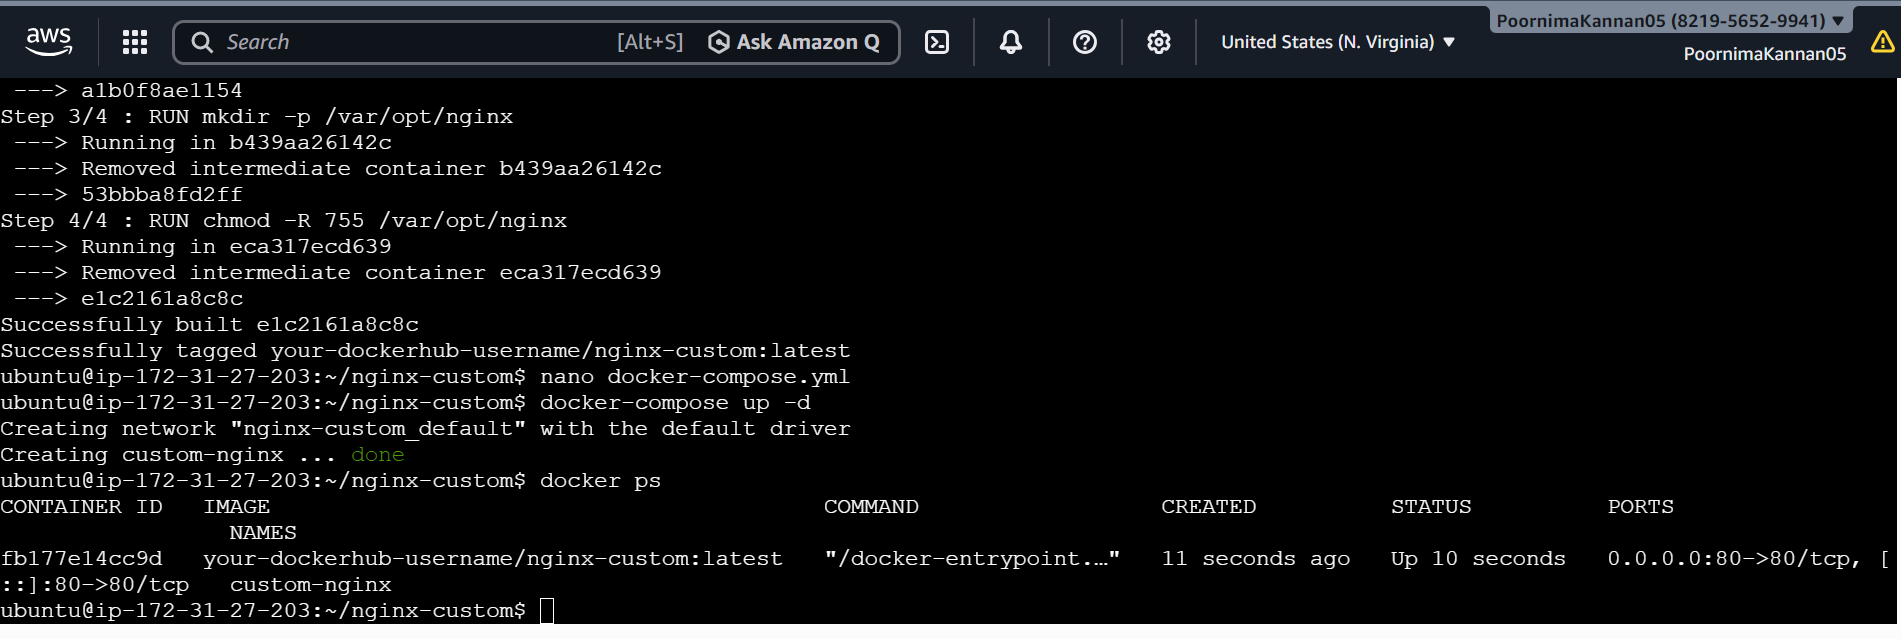 aws
Search [Alt+S] Ask Amazon Q
United States (N. Virginia) ▼
PoornimaKannan05 (8219-5652-9941) ▼
PoornimaKannan05
---> a1b0f8ae1154
Step 3/4 : RUN mkdir -p /var/opt/nginx
---> Running in b439aa26142c
---> Removed intermediate container b439aa26142c
---> 53bbba8fd2ff
Step 4/4 : RUN chmod -R 755 /var/opt/nginx
---> Running in eca317ecd639
---> Removed intermediate container eca317ecd639
---> e1c2161a8c8c
Successfully built e1c2161a8c8c
Successfully tagged your-dockerhub-username/nginx-custom:latest
ubuntu@ip-172-31-27-203:~/nginx-custom$ nano docker-compose.yml
ubuntu@ip-172-31-27-203:~/nginx-custom$ docker-compose up -d
Creating network "nginx-custom_default" with the default driver
Creating custom-nginx ... done
ubuntu@ip-172-31-27-203:~/nginx-custom$ docker ps
CONTAINER ID   IMAGE                                         COMMAND                  CREATED          STATUS          PORTS
NAMES
fb177e14cc9d   your-dockerhub-username/nginx-custom:latest   "/docker-entrypoint.…"   11 seconds ago   Up 10 seconds   0.0.0.0:80->80/tcp, [
::]:80->80/tcp   custom-nginx
ubuntu@ip-172-31-27-203:~/nginx-custom$